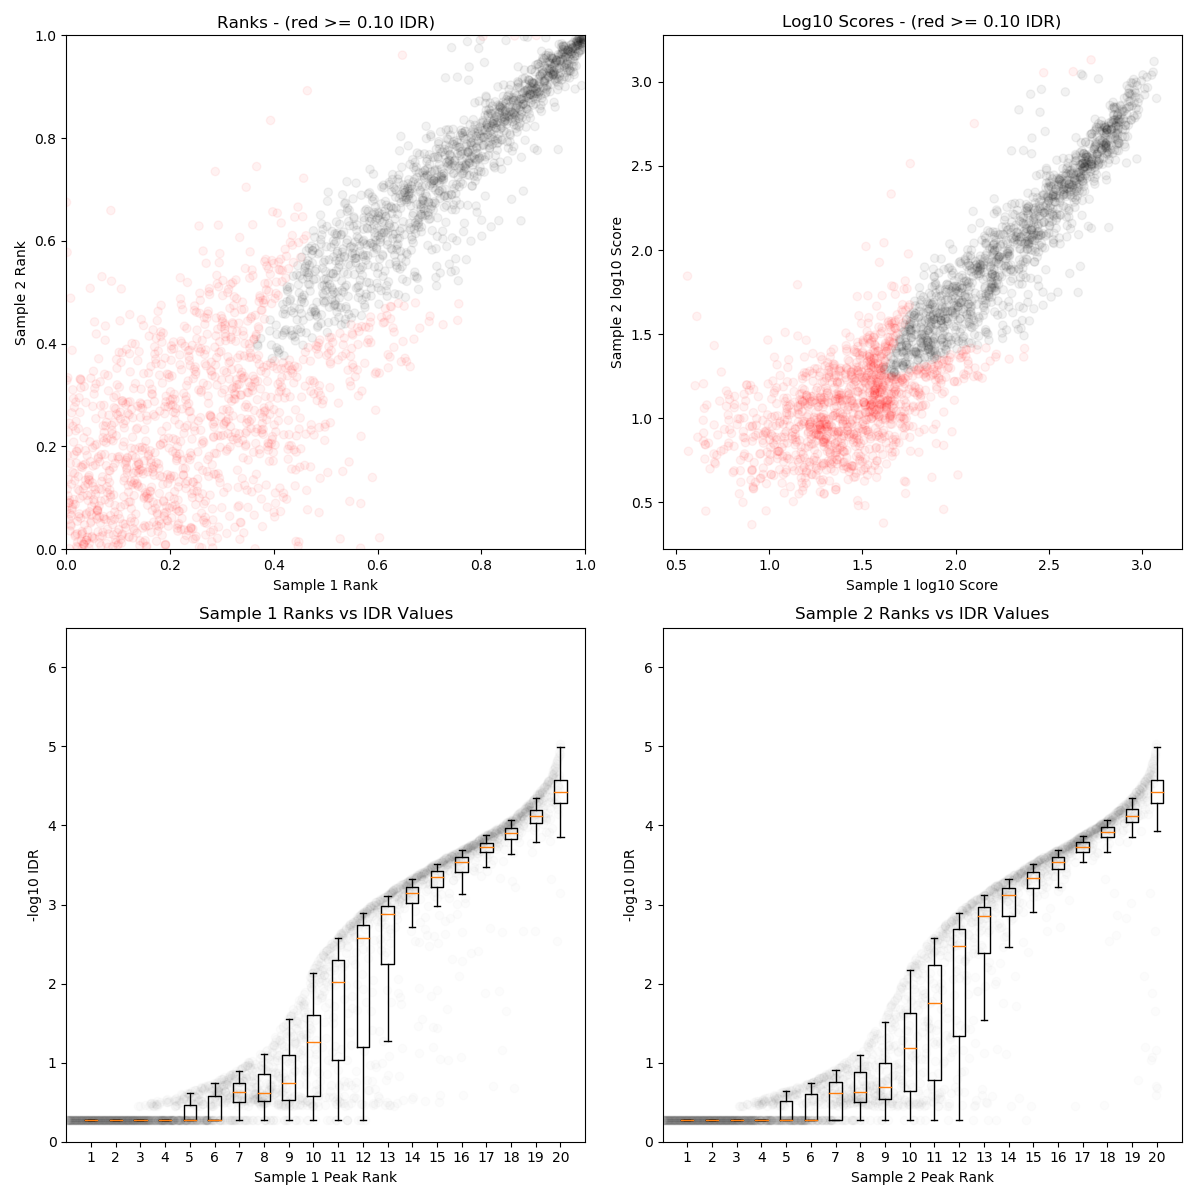 Ranks - (red >= 0.10 IDR)
1.0
0.8
0.6
0.4
0.2
0.0
Sample 2 Rank
0.0 0.2 0.4 0.6 0.8 1.0
Sample 1 Rank
Log10 Scores - (red >= 0.10 IDR)
3.0
2.5
2.0
1.5
1.0
0.5
Sample 2 log10 Score
0.5 1.0 1.5 2.0 2.5 3.0
Sample 1 log10 Score
Sample 1 Ranks vs IDR Values
6
5
4
3
2
1
0
-log10 IDR
1 2 3 4 5 6 7 8 9 10 11 12 13 14 15 16 17 18 19 20
Sample 1 Peak Rank
Sample 2 Ranks vs IDR Values
6
5
4
3
2
1
0
-log10 IDR
1 2 3 4 5 6 7 8 9 10 11 12 13 14 15 16 17 18 19 20
Sample 2 Peak Rank